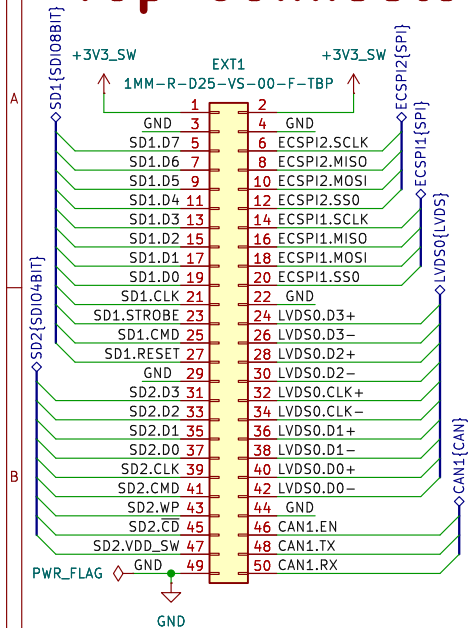 +3V3_SW
EXT1
+3V3_SW
1MM-R-D25-VS-00-F-TBP
A
SD1{SDIO8BIT}
ECSPI2{SPI}
ECSPI1{SPI}
LVDS0{LVDS}
SD2{SDIO4BIT}
CAN1{CAN}
B
1 2
GND 3 4 GND
SD1.D7 5 6 ECSPI2.SCLK
SD1.D6 7 8 ECSPI2.MISO
SD1.D5 9 10 ECSPI2.MOSI
SD1.D4 11 12 ECSPI2.SS0
SD1.D3 13 14 ECSPI1.SCLK
SD1.D2 15 16 ECSPI1.MISO
SD1.D1 17 18 ECSPI1.MOSI
SD1.D0 19 20 ECSPI1.SS0
SD1.CLK 21 22 GND
SD1.STROBE 23 24 LVDS0.D3+
SD1.CMD 25 26 LVDS0.D3-
SD1.RESET 27 28 LVDS0.D2+
GND 29 30 LVDS0.D2-
SD2.D3 31 32 LVDS0.CLK+
SD2.D2 33 34 LVDS0.CLK-
SD2.D1 35 36 LVDS0.D1+
SD2.D0 37 38 LVDS0.D1-
SD2.CLK 39 40 LVDS0.D0+
SD2.CMD 41 42 LVDS0.D0-
SD2.WP 43 44 GND
SD2.CD 45 46 CAN1.EN
SD2.VDD_SW 47 48 CAN1.TX
PWR_FLAG GND 49 50 CAN1.RX
GND